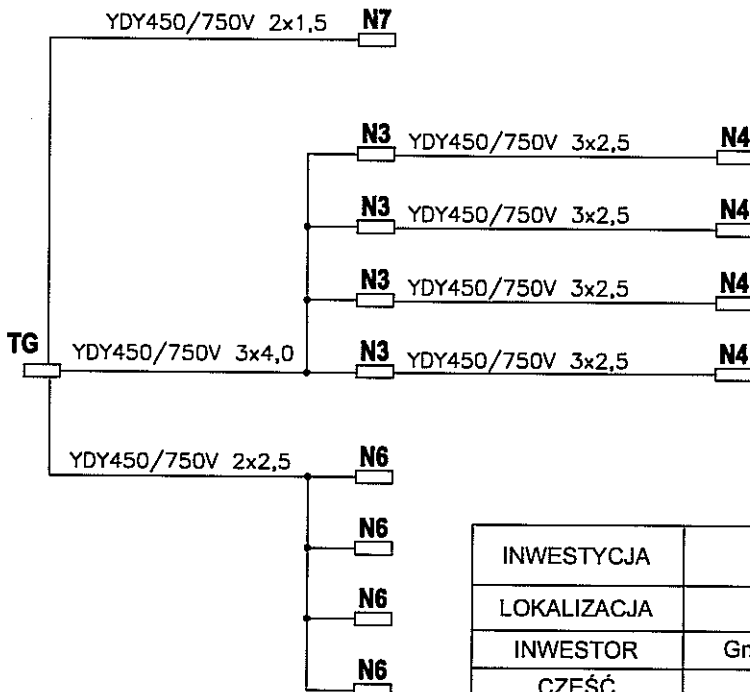 YDY450/750V 2x1,5 N7
N3 YDY450/750V 3x2,5 N4
N3 YDY450/750V 3x2,5 N4
N3 YDY450/750V 3x2,5 N4
TG YDY450/750V 3x4,0 N3 YDY450/750V 3x2,5 N4
YDY450/750V 2x2,5 N6
N6
N6
N6
INWESTYCJA
LOKALIZACJA
INWESTOR
CZĘŚĆ